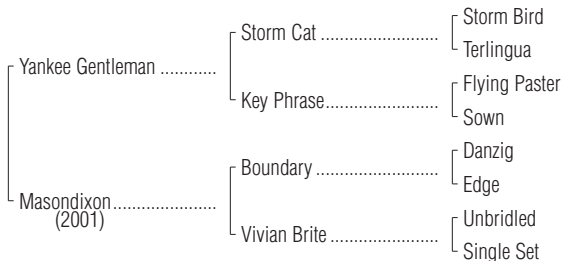 Storm Bird
Storm Cat ......................
Terlingua
Yankee Gentleman ...........
Flying Paster
Key Phrase.....................
Sown
Danzig
Boundary .......................
Edge
Masondixon....................
(2001)
Unbridled
Vivian Brite ....................
Single Set